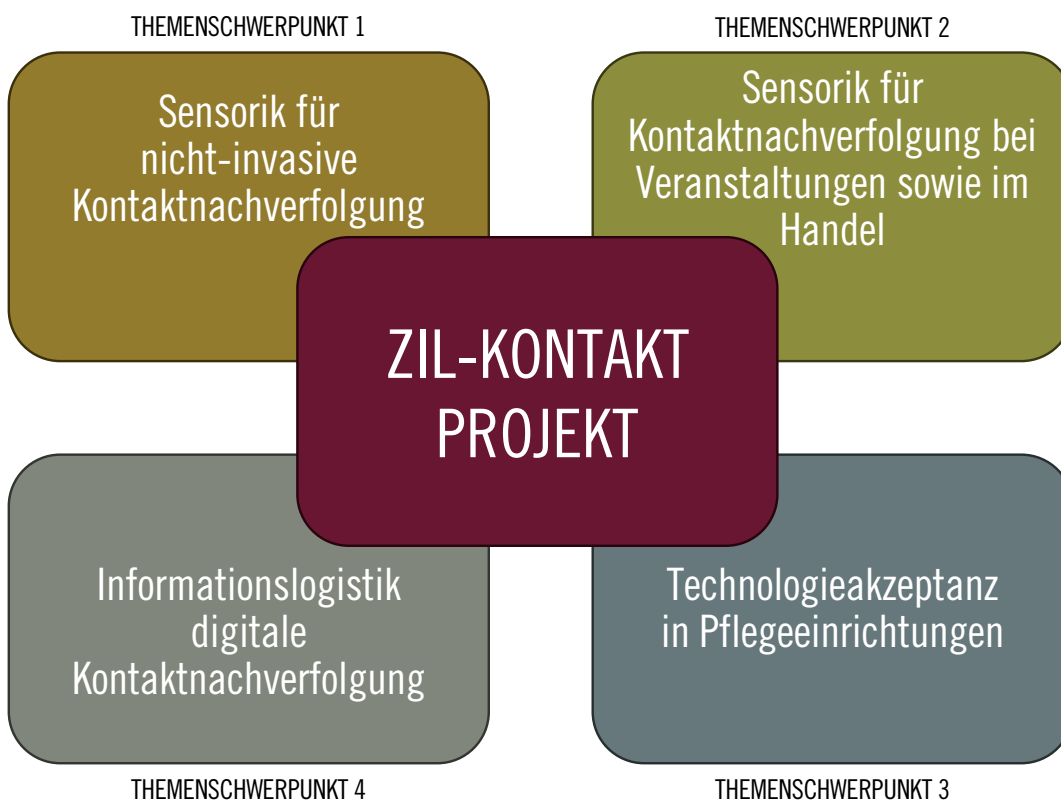 THEMENSCHWERPUNKT 1
Sensorik für
nicht-invasive
Kontaktnachverfolgung
THEMENSCHWERPUNKT 2
Sensorik für
Kontaktnachverfolgung bei
Veranstaltungen sowie im
Handel
ZIL-KONTAKT
PROJEKT
Informationslogistik
digitale
Kontaktnachverfolgung
THEMENSCHWERPUNKT 4
Technologieakzeptanz
in Pflegeeinrichtungen
THEMENSCHWERPUNKT 3